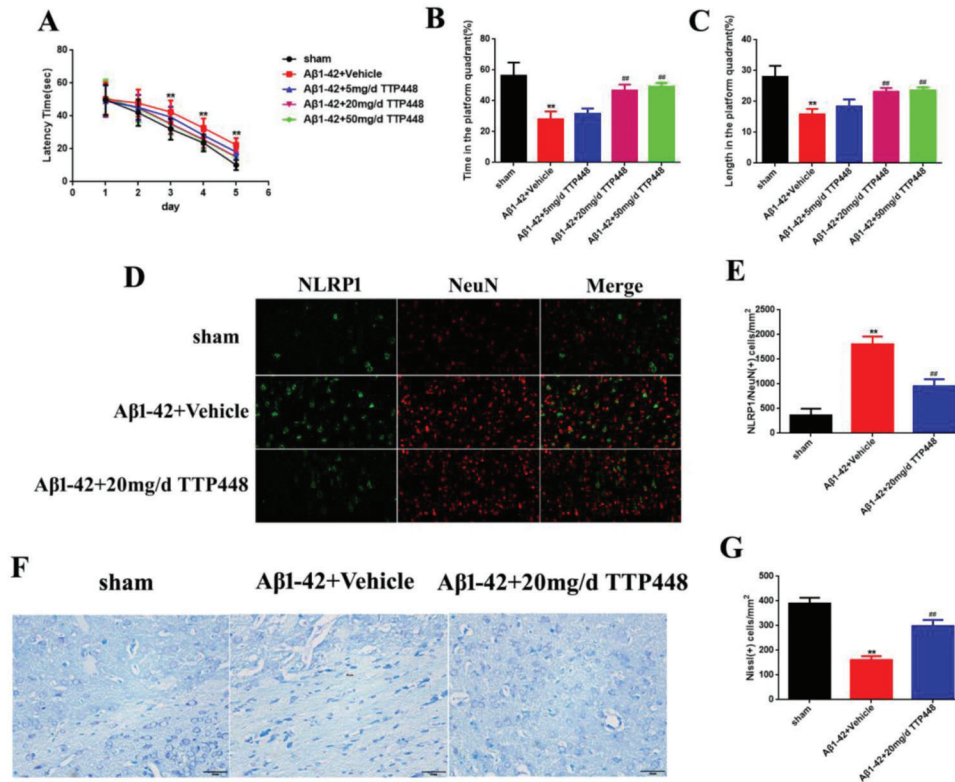 A
Latency Time(sec)
80
60
40
20
0
0 1 2 3 4 5 6
day
** ** **
sham
Aβ1-42+Vehicle
Aβ1-42+5mg/d TTP448
Aβ1-42+20mg/d TTP448
Aβ1-42+50mg/d TTP448
B
Time in the platform quadrant(%)
80
60
40
20
0
** ## ##
sham
Aβ1-42+Vehicle
Aβ1-42+5mg/d TTP448
Aβ1-42+20mg/d TTP448
Aβ1-42+50mg/d TTP448
C
Length in the platform quadrant(%)
40
30
20
10
0
** ## ##
sham
Aβ1-42+Vehicle
Aβ1-42+5mg/d TTP448
Aβ1-42+20mg/d TTP448
Aβ1-42+50mg/d TTP448
D
NLRP1 NeuN Merge
sham
Aβ1-42+Vehicle
Aβ1-42+20mg/d TTP448
E
NLRP1/NeuN(+) cells/mm²
2500
2000
1500
1000
500
0
** ##
sham
Aβ1-42+Vehicle
Aβ1-42+20mg/d TTP448
F
sham Aβ1-42+Vehicle Aβ1-42+20mg/d TTP448
G
Nissl(+) cells/mm²
500
400
300
200
100
0
** ##
sham
Aβ1-42+Vehicle
Aβ1-42+20mg/d TTP448